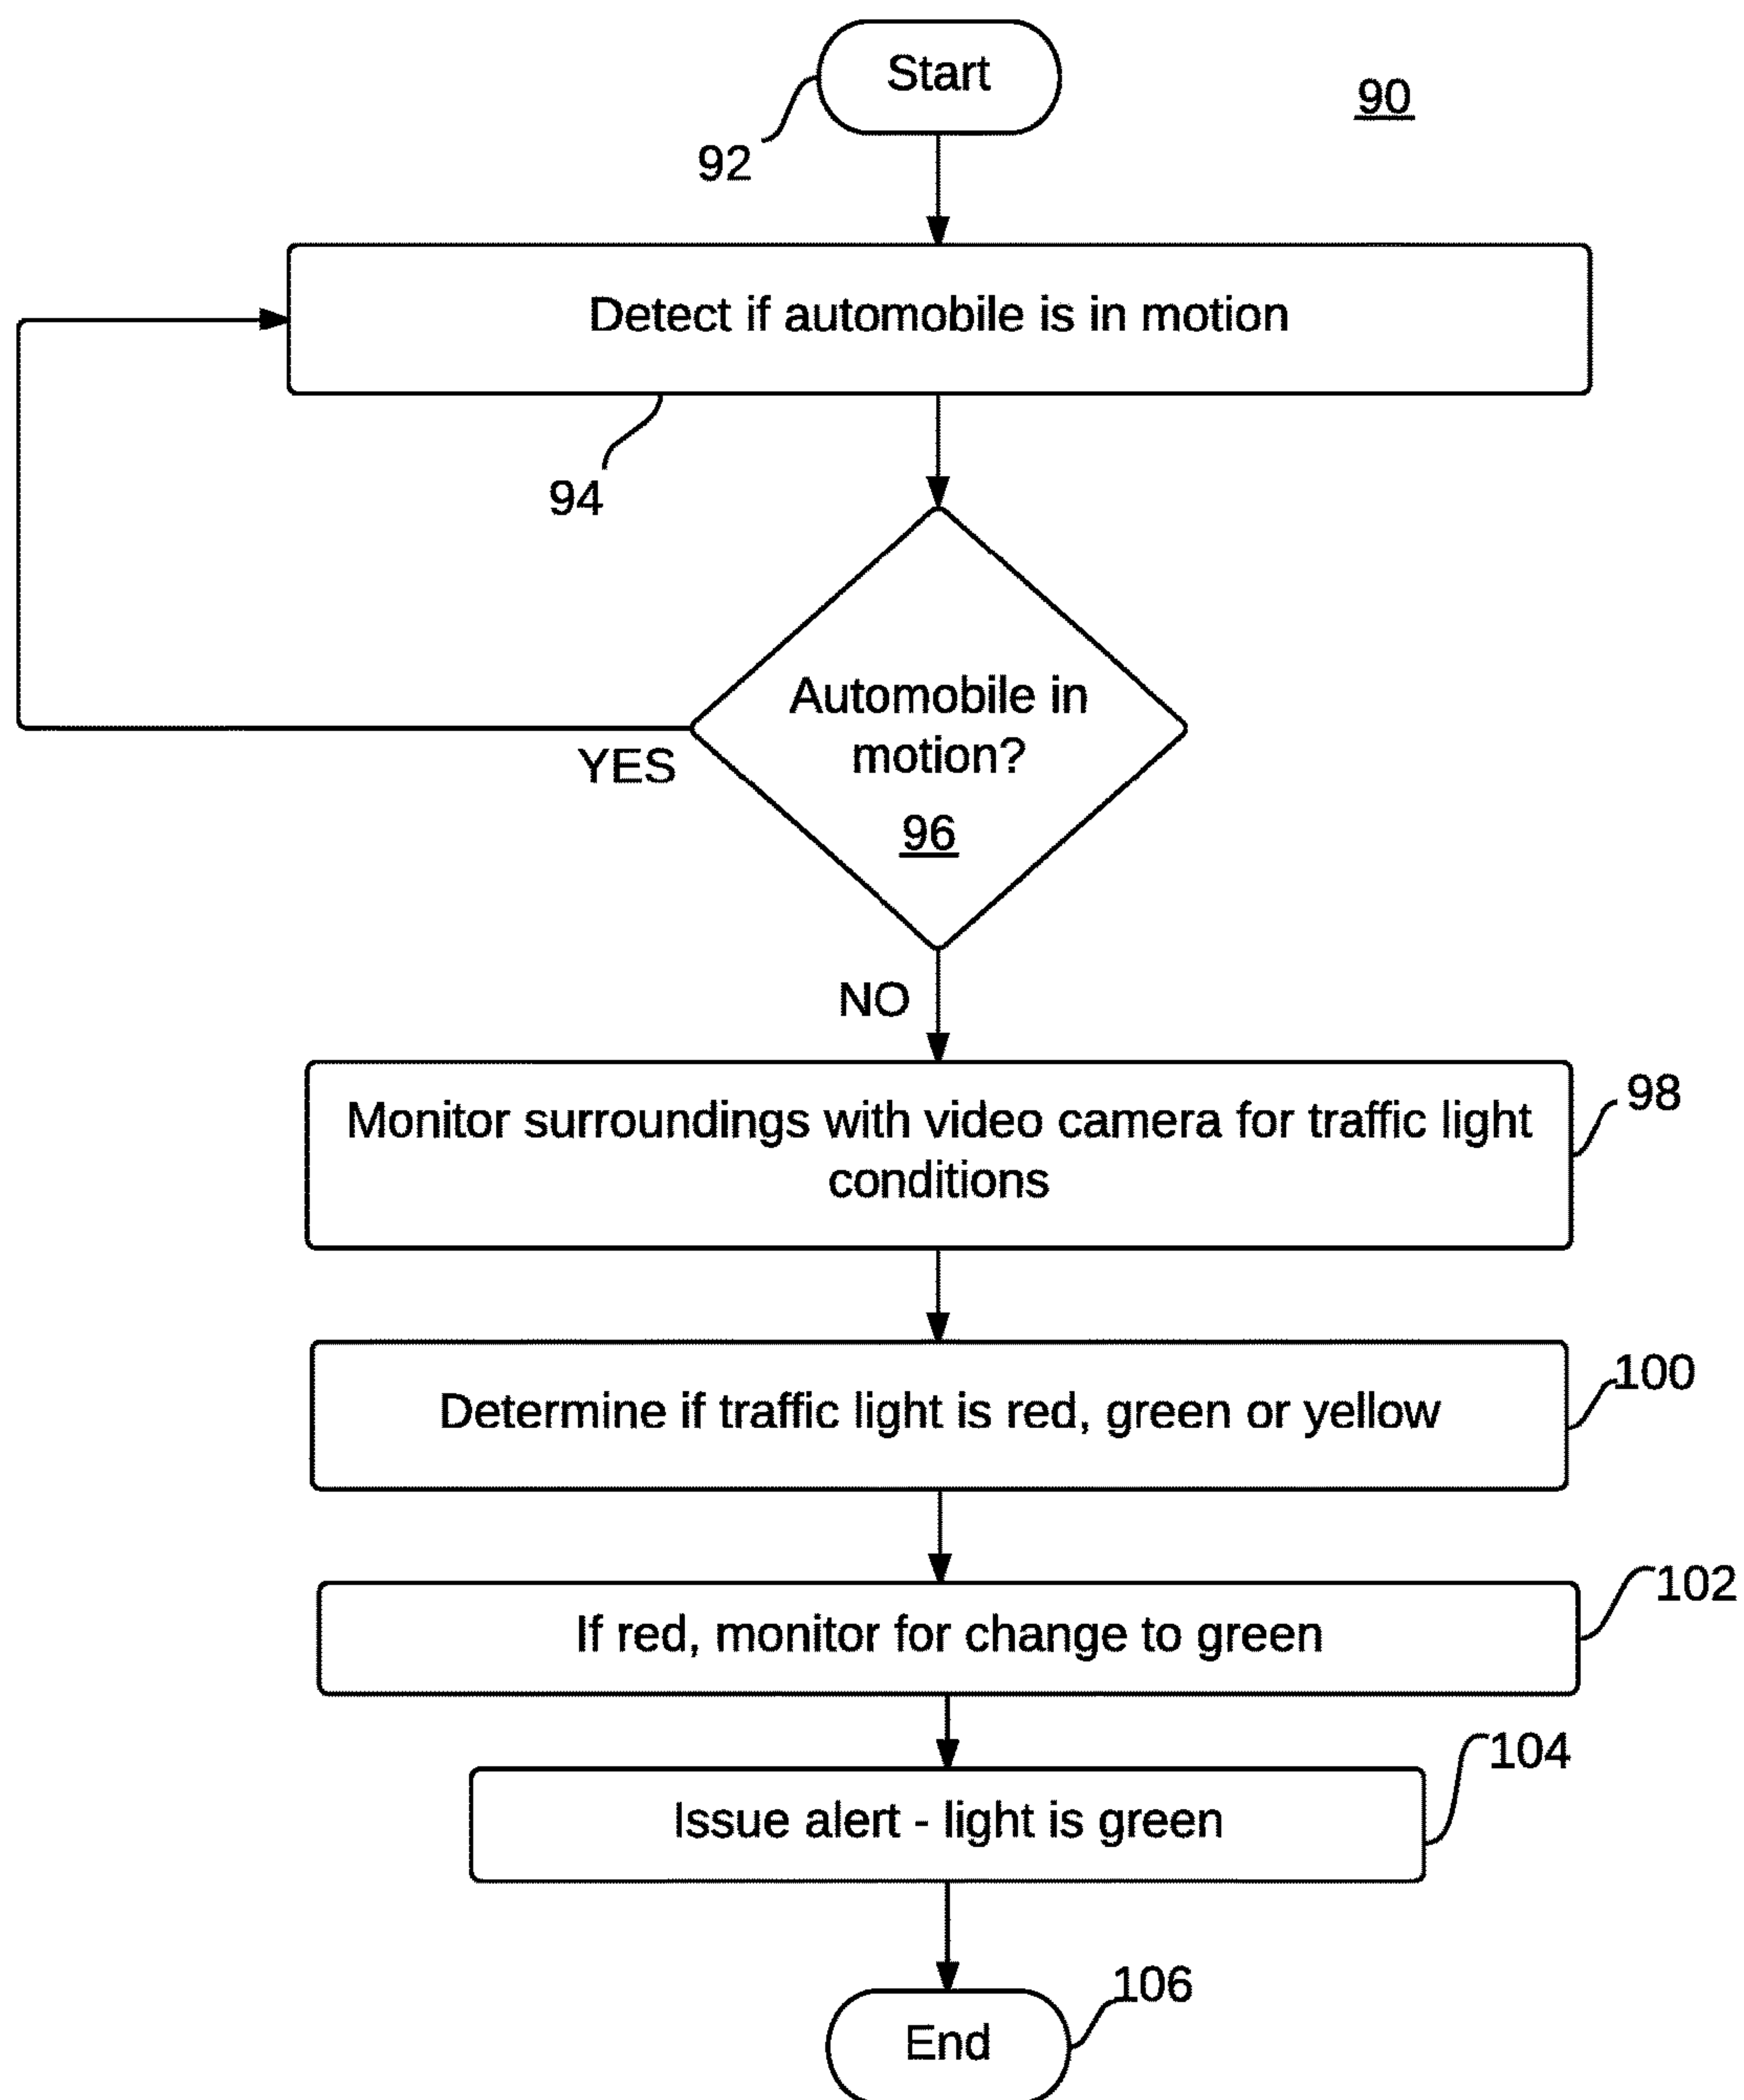 Start
90
92
Detect if automobile is in motion
94
Automobile in
motion?
96
YES
NO
Monitor surroundings with video camera for traffic light
conditions
98
Determine if traffic light is red, green or yellow
100
If red, monitor for change to green
102
Issue alert - light is green
104
End
106